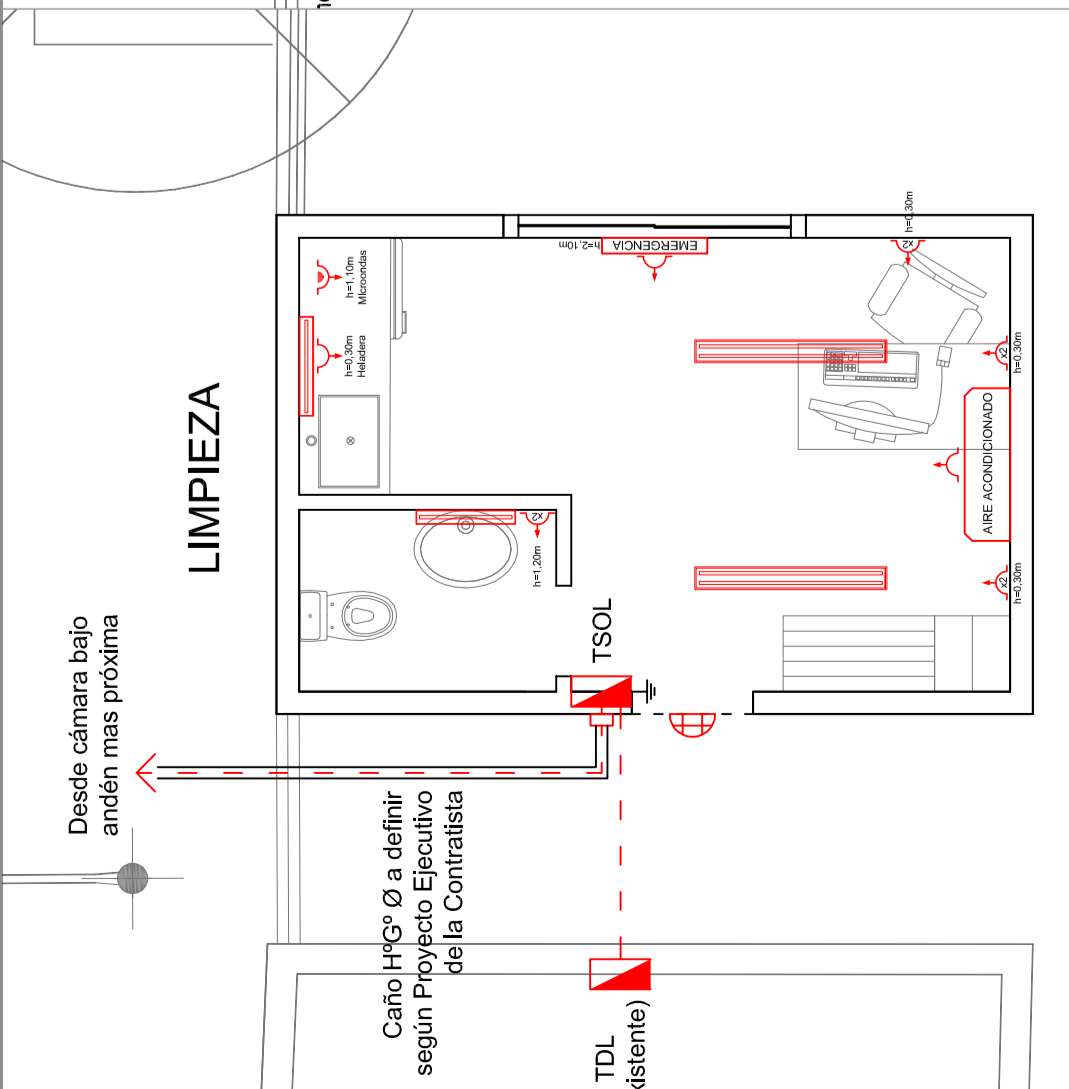 LIMPIEZA
Desde cámara bajo
andén mas próxima
Caño HºGº Ø a definir
según Proyecto Ejecutivo
de la Contratista
TSOL
TDL
xistente)
h=1,10m
Microondas
h=0,30m
Heladera
x2
h=1,20m
EMERGENCIA
h=2,10m
x2
h=0,30m
x2
h=0,30m
AIRE ACONDICIONADO
x2
h=0,30m